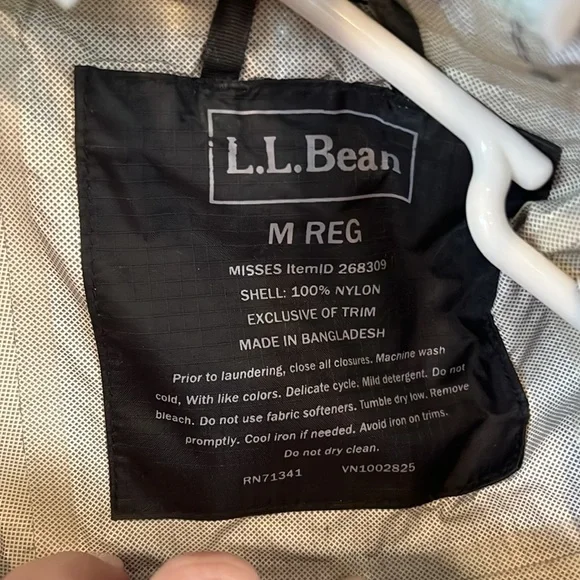 L.L.Bean
M REG
MISSES ItemID 268309
SHELL: 100% NYLON
EXCLUSIVE OF TRIM
MADE IN BANGLADESH
Prior to laundering, close all closures. Machine wash
cold, With like colors. Delicate cycle. Mild detergent. Do not
bleach. Do not use fabric softeners. Tumble dry low. Remove
promptly. Cool iron if needed. Avoid iron on trims.
Do not dry clean.
RN71341 VN1002825